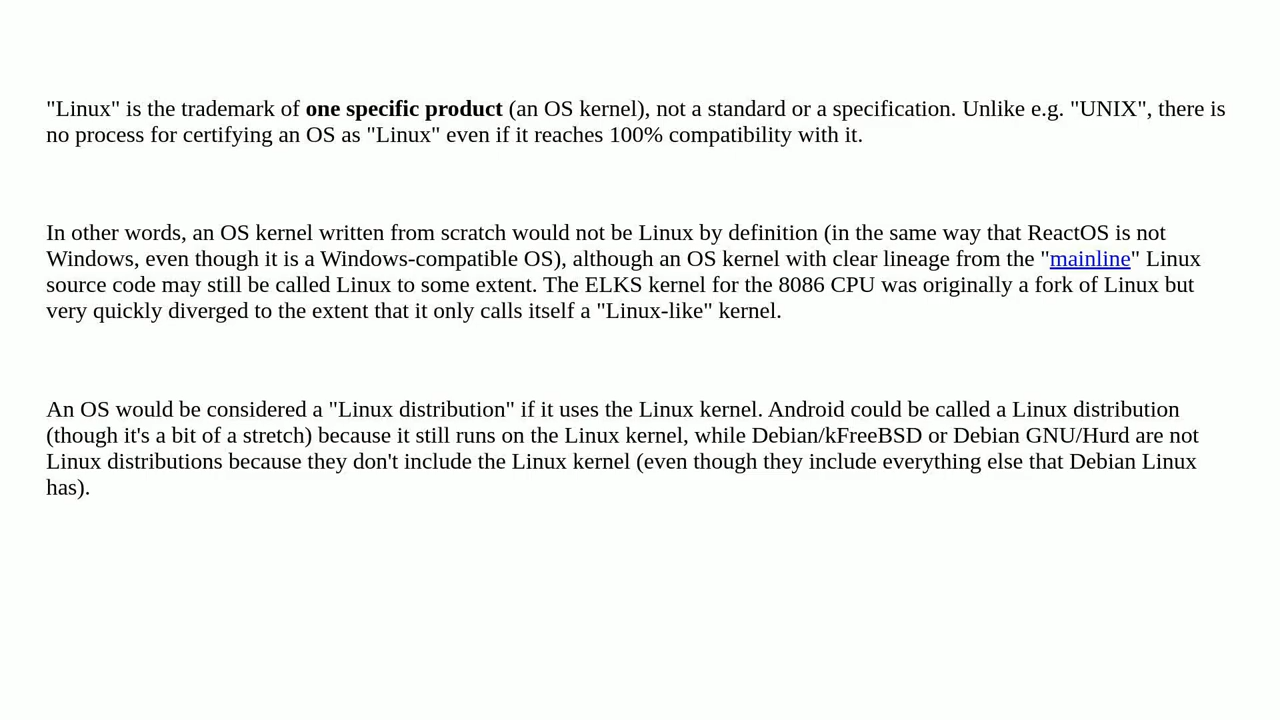 "Linux" is the trademark of one specific product (an OS kernel), not a standard or a specification. Unlike e.g. "UNIX", there is
no process for certifying an OS as "Linux" even if it reaches 100% compatibility with it.
In other words, an OS kernel written from scratch would not be Linux by definition (in the same way that ReactOS is not
Windows, even though it is a Windows-compatible OS), although an OS kernel with clear lineage from the "mainline" Linux
source code may still be called Linux to some extent. The ELKS kernel for the 8086 CPU was originally a fork of Linux but
very quickly diverged to the extent that it only calls itself a "Linux-like" kernel.
An OS would be considered a "Linux distribution" if it uses the Linux kernel. Android could be called a Linux distribution
(though it's a bit of a stretch) because it still runs on the Linux kernel, while Debian/kFreeBSD or Debian GNU/Hurd are not
Linux distributions because they don't include the Linux kernel (even though they include everything else that Debian Linux
has).